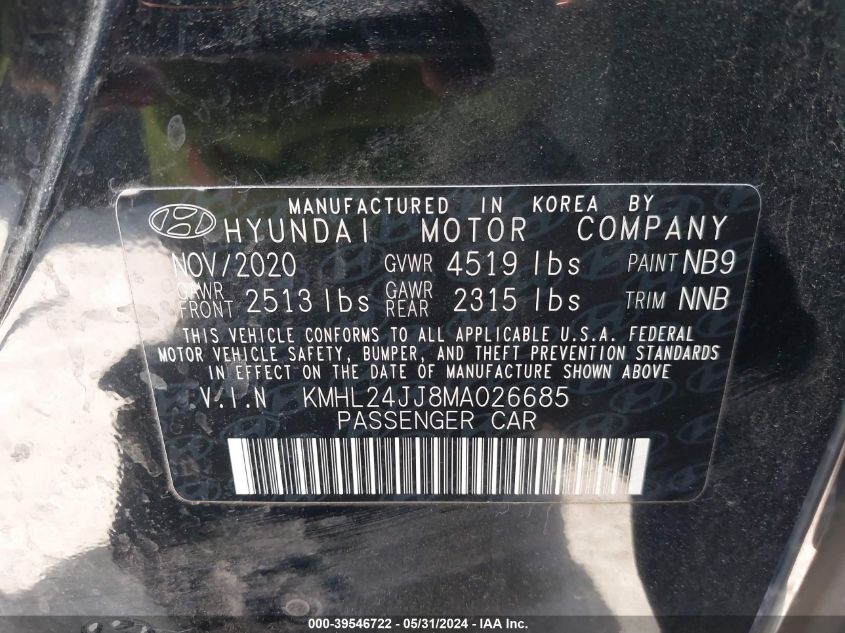 MANUFACTURED IN KOREA BY
HYUNDAI MOTOR COMPANY
NOV/2020 GVWR 4519 lbs PAINT NB9
GAWR FRONT 2513 lbs GAWR REAR 2315 lbs TRIM NNB
THIS VEHICLE CONFORMS TO ALL APPLICABLE U.S.A. FEDERAL
MOTOR VEHICLE SAFETY, BUMPER, AND THEFT PREVENTION STANDARDS
IN EFFECT ON THE DATE OF MANUFACTURE SHOWN ABOVE
V.I.N KMHL24JJ8MA026685
PASSENGER CAR
000-39546722 - 05/31/2024 - IAA Inc.